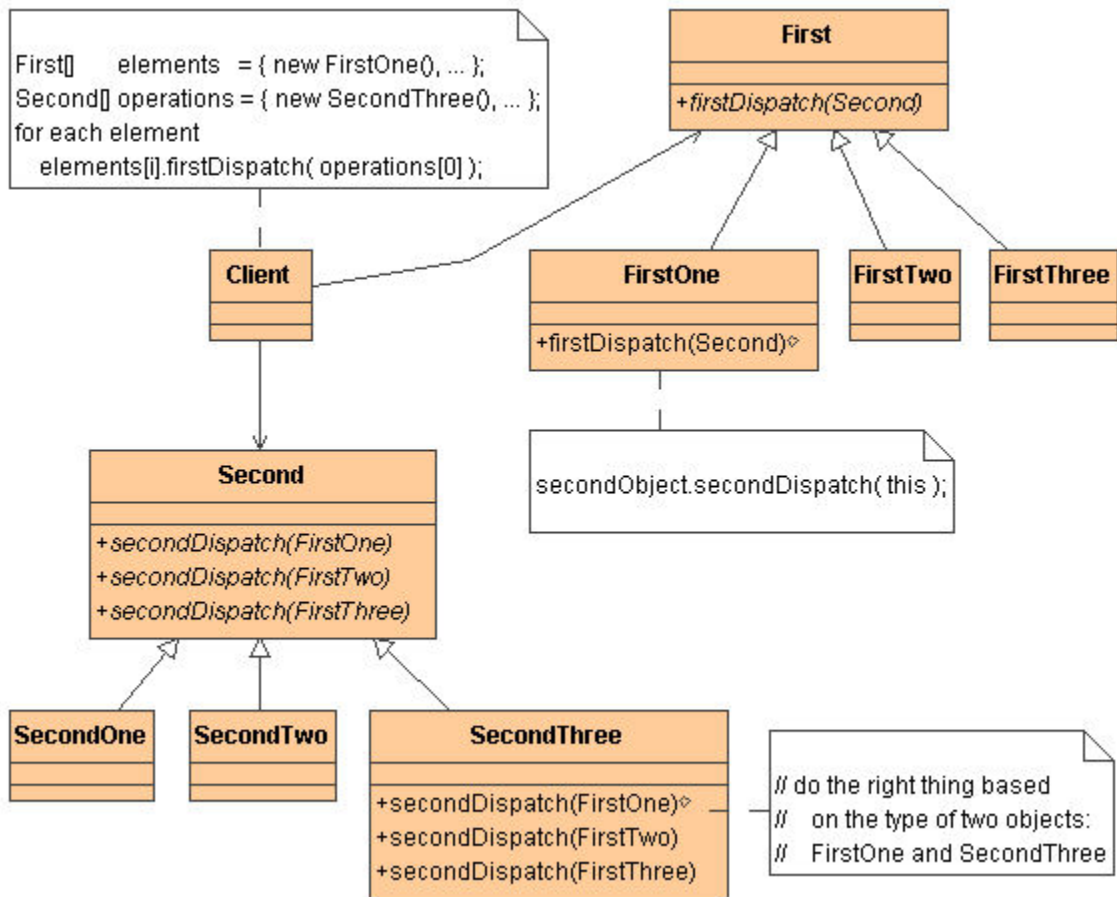 First[] elements = { new FirstOne(), ... };
Second[] operations = { new SecondThree(), ... };
for each element
elements[i].firstDispatch( operations[0] );
First
+firstDispatch(Second)
Client
FirstOne
+firstDispatch(Second)
FirstTwo
FirstThree
secondObject.secondDispatch( this );
Second
+secondDispatch(FirstOne)
+secondDispatch(FirstTwo)
+secondDispatch(FirstThree)
SecondOne
SecondTwo
SecondThree
+secondDispatch(FirstOne)
+secondDispatch(FirstTwo)
+secondDispatch(FirstThree)
// do the right thing based
// on the type of two objects:
// FirstOne and SecondThree